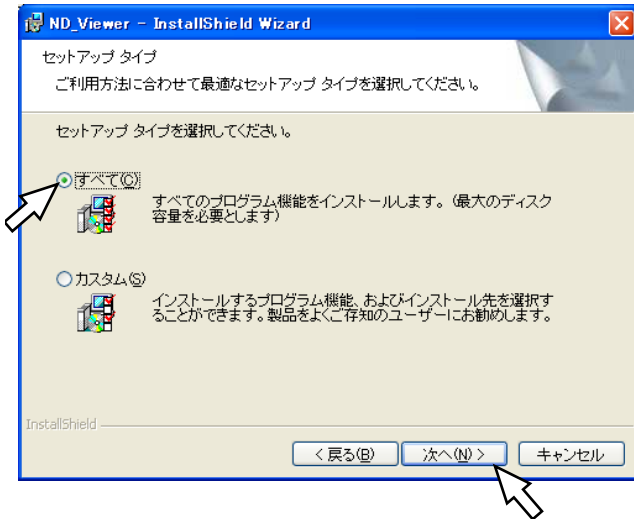 ND_Viewer - InstallShield Wizard
セットアップ タイプ
ご利用方法に合わせて最適なセットアップ タイプを選択してください。
セットアップ タイプを選択してください。
すべて(C)
すべてのプログラム機能をインストールします。（最大のディスク
容量を必要とします）
カスタム(S)
インストールするプログラム機能、およびインストール先を選択す
ることができます。製品をよくご存知のユーザーにお勧めします。
InstallShield
< 戻る(B) 次へ(N) > キャンセル